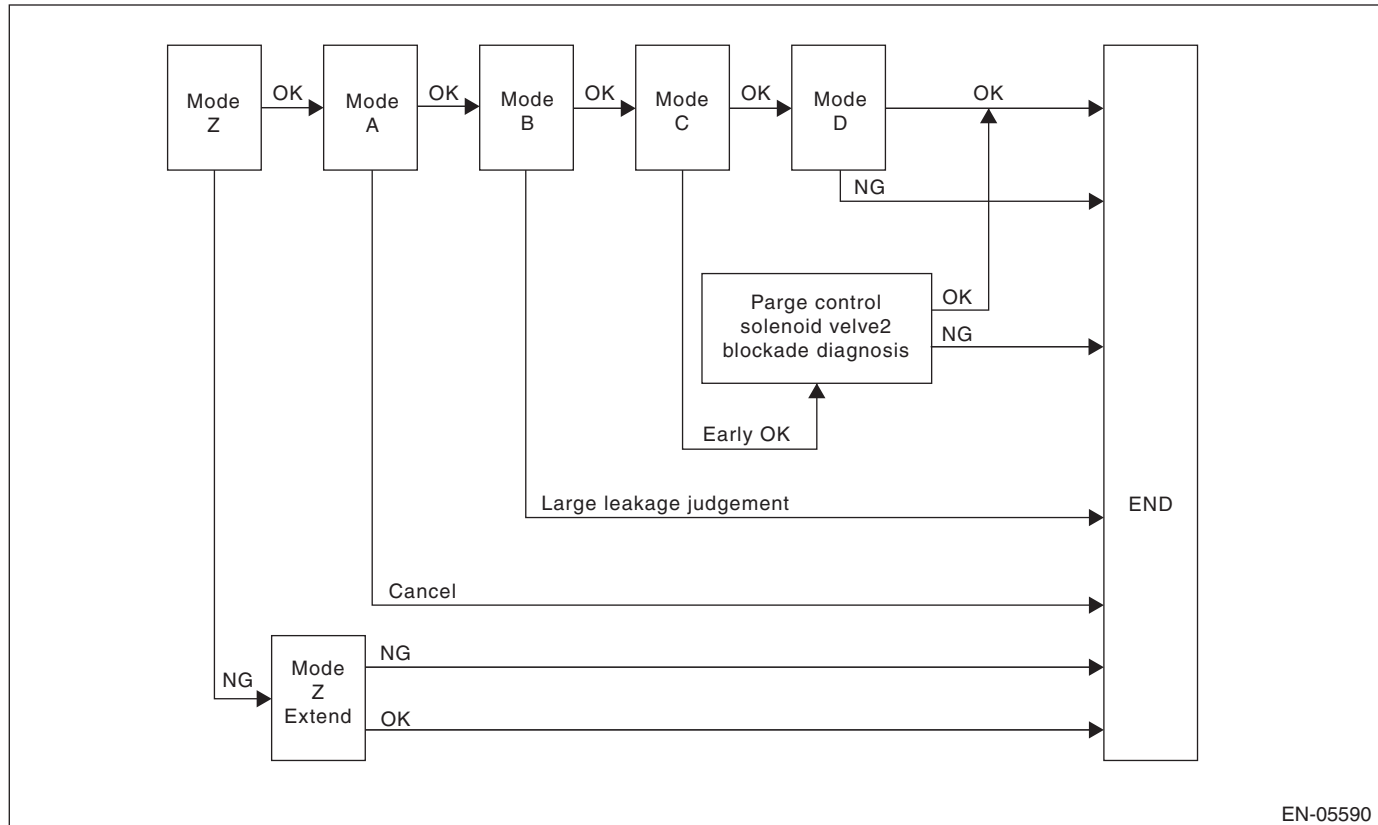 Mode
Z
OK
Mode
A
OK
Mode
B
OK
Mode
C
OK
Mode
D
OK
NG
Parge control
solenoid velve2
blockade diagnosis
OK
NG
Early OK
Large leakage judgement
END
Cancel
NG
Mode
Z
Extend
NG
OK
EN-05590